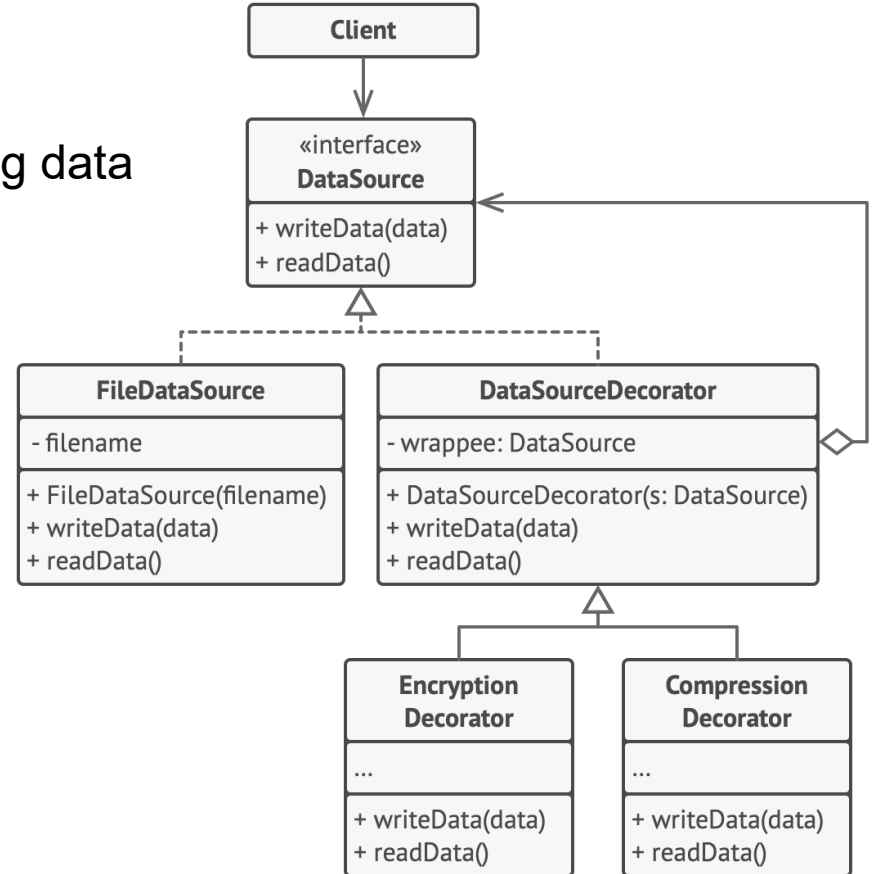 Client
g data
«interface»
DataSource
+ writeData(data)
+ readData()
FileDataSource
- filename
+ FileDataSource(filename)
+ writeData(data)
+ readData()
DataSourceDecorator
- wrappee: DataSource
+ DataSourceDecorator(s: DataSource)
+ writeData(data)
+ readData()
Encryption
Decorator
...
+ writeData(data)
+ readData()
Compression
Decorator
...
+ writeData(data)
+ readData()